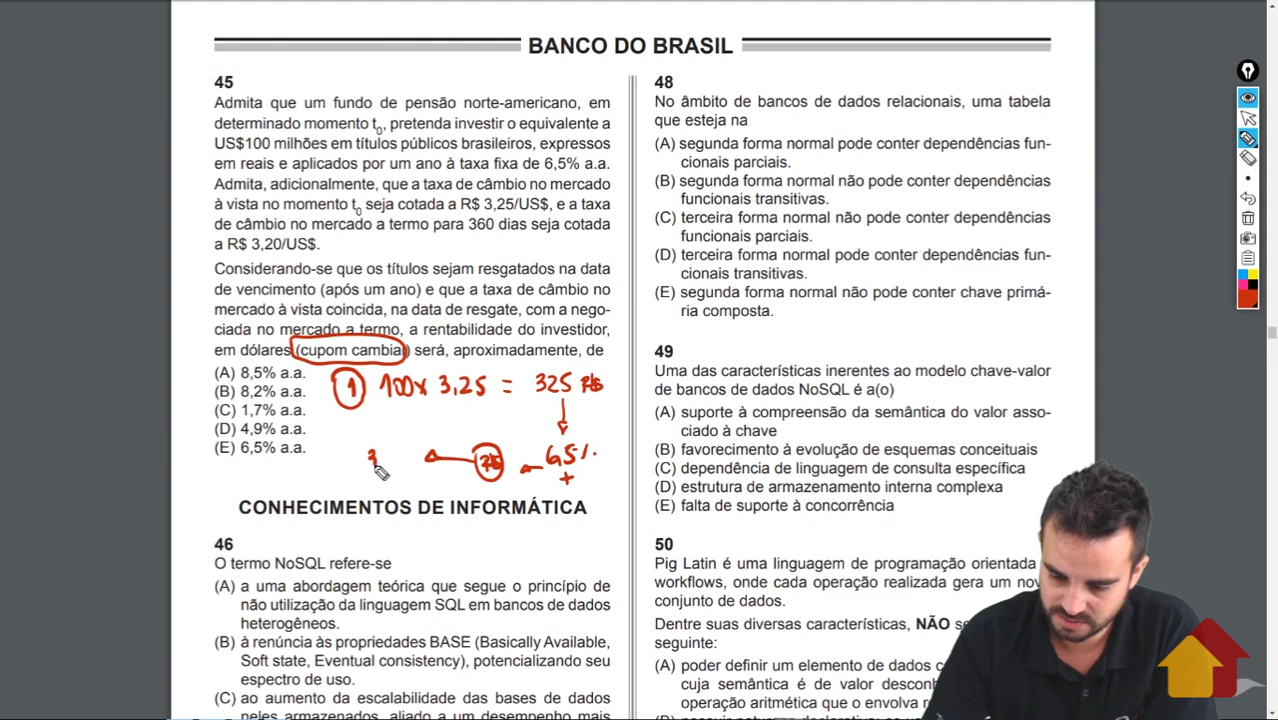 BANCO DO BRASIL
45
Admita que um fundo de pensão norte-americano, em
determinado momento t0, pretenda investir o equivalente a
US$100 milhões em títulos públicos brasileiros, expressos
em reais e aplicados por um ano à taxa fixa de 6,5% a.a.
Admita, adicionalmente, que a taxa de câmbio no mercado
à vista no momento t0 seja cotada a R$ 3,25/US$, e a taxa
de câmbio no mercado a termo para 360 dias seja cotada
a R$ 3,20/US$.
Considerando-se que os títulos sejam resgatados na data
de vencimento (após um ano) e que a taxa de câmbio no
mercado à vista coincida, na data de resgate, com a nego-
ciada no mercado a termo, a rentabilidade do investidor,
em dólares (cupom cambial) será, aproximadamente, de
(A) 8,5% a.a.
(B) 8,2% a.a.
(C) 1,7% a.a.
(D) 4,9% a.a.
(E) 6,5% a.a.
1 100 x 3,25 = 325 R$
R$ 6,5%
+
CONHECIMENTOS DE INFORMÁTICA
46
O termo NoSQL refere-se
(A) a uma abordagem teórica que segue o princípio de
não utilização da linguagem SQL em bancos de dados
heterogêneos.
(B) à renúncia às propriedades BASE (Basically Available,
Soft state, Eventual consistency), potencializando seu
espectro de uso.
(C) ao aumento da escalabilidade das bases de dados
neles armazenados, aliado a um desempenho mais
48
No âmbito de bancos de dados relacionais, uma tabela
que esteja na
(A) segunda forma normal pode conter dependências fun-
cionais parciais.
(B) segunda forma normal não pode conter dependências
funcionais transitivas.
(C) terceira forma normal não pode conter dependências
funcionais parciais.
(D) terceira forma normal pode conter dependências fun-
cionais transitivas.
(E) segunda forma normal não pode conter chave primá-
ria composta.
49
Uma das características inerentes ao modelo chave-valor
de bancos de dados NoSQL é a(o)
(A) suporte à compreensão da semântica do valor asso-
ciado à chave
(B) favorecimento à evolução de esquemas conceituais
(C) dependência de linguagem de consulta específica
(D) estrutura de armazenamento interna complexa
(E) falta de suporte à concorrência
50
Pig Latin é uma linguagem de programação orientada
workflows, onde cada operação realizada gera um nov
conjunto de dados.
Dentre suas diversas características, NÃO se
seguinte:
(A) poder definir um elemento de dados c
cuja semântica é de valor desconh
operação aritmética que o envolva r